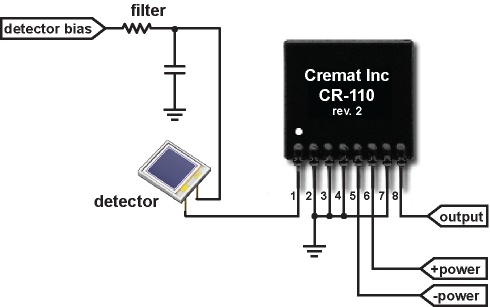 filter
detector bias
Cremat Inc
CR-110
rev. 2
detector
1 2 3 4 5 6 7 8
output
+power
-power